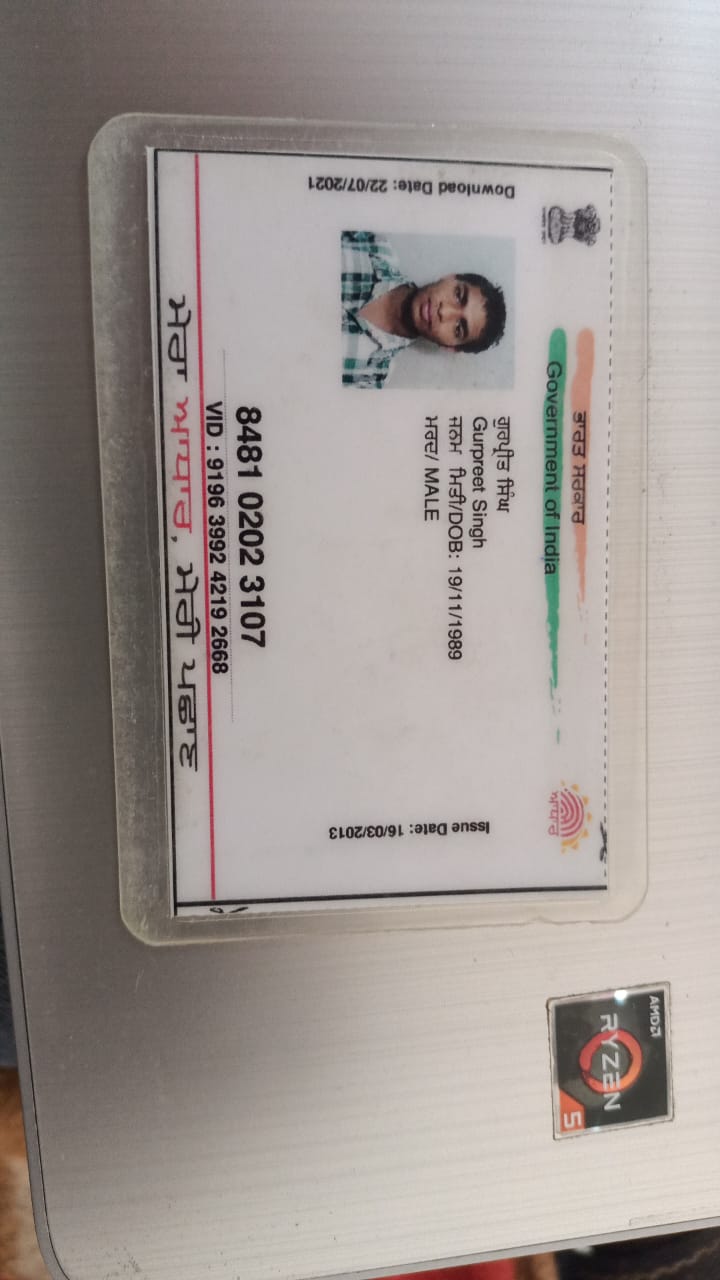 ਭਾਰਤ ਸਰਕਾਰ
Government of India
Download Date: 22/07/2021
ਗੁਰਪ੍ਰੀਤ ਸਿੰਘ
Gurpreet Singh
ਜਨਮ ਮਿਤੀ/DOB: 19/11/1989
ਮਰਦ/ MALE
Issue Date: 16/03/2013
ਆਧਾਰ
8481 0202 3107
VID : 9196 3992 4219 2668
ਮੇਰਾ ਆਧਾਰ, ਮੇਰੀ ਪਛਾਣ
AMD
RYZEN
5